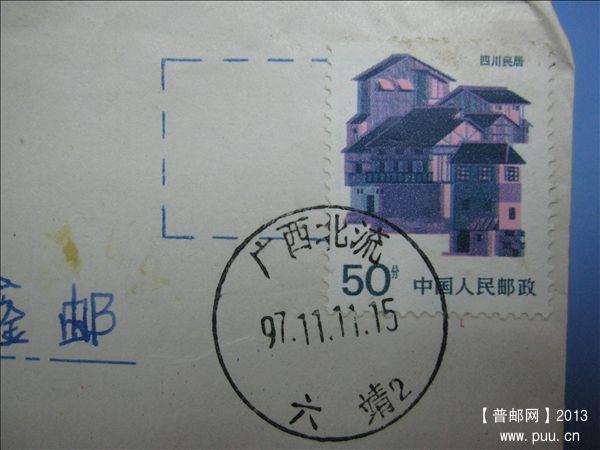 四川民居
50分 中国人民邮政
广西北流
97.11.11.15
六 靖2
鑫邮
【普邮网】2013
www.puu.cn